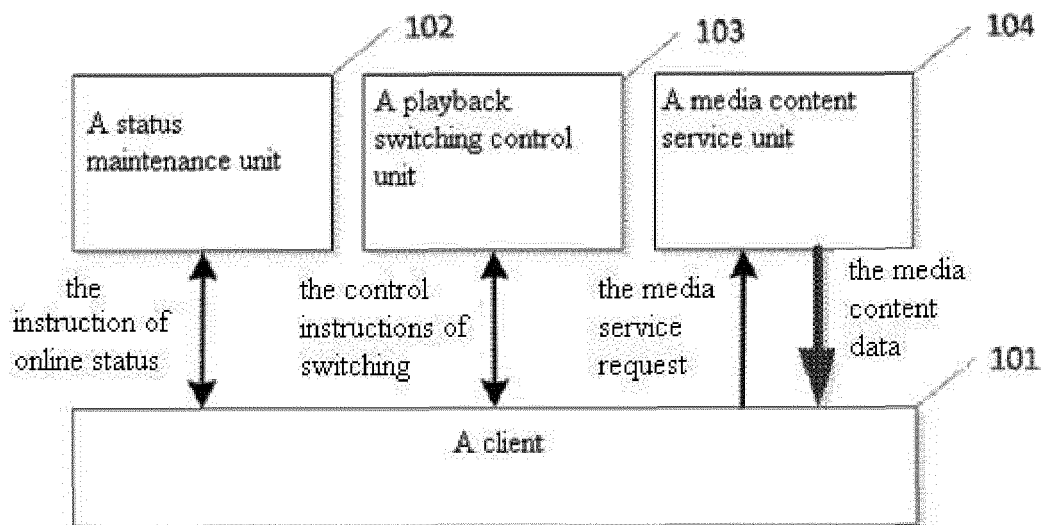 102
103
104
A status
maintenance unit
A playback
switching control
unit
A media content
service unit
the
instruction of
online status
the control
instructions of
switching
the media
service
request
the media
content
data
101
A client